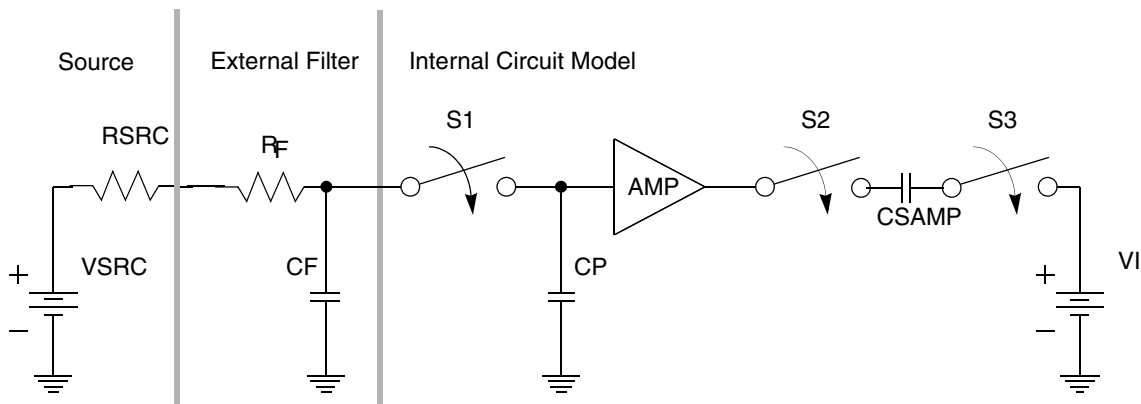 Source
External Filter
Internal Circuit Model
RSRC
RF
S1
S2
S3
AMP
CSAMP
VSRC
CF
CP
VI
+
−
+
−